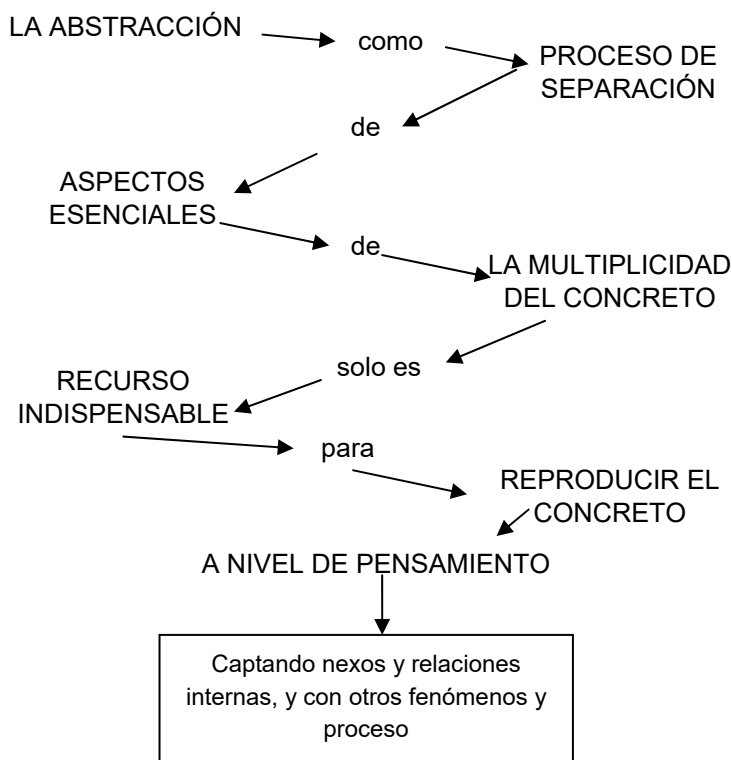 LA ABSTRACCIÓN
como
PROCESO DE
SEPARACIÓN
de
ASPECTOS
ESENCIALES
de
LA MULTIPLICIDAD
DEL CONCRETO
solo es
RECURSO
INDISPENSABLE
para
REPRODUCIR EL
CONCRETO
A NIVEL DE PENSAMIENTO
Captando nexos y relaciones
internas, y con otros fenómenos y
proceso